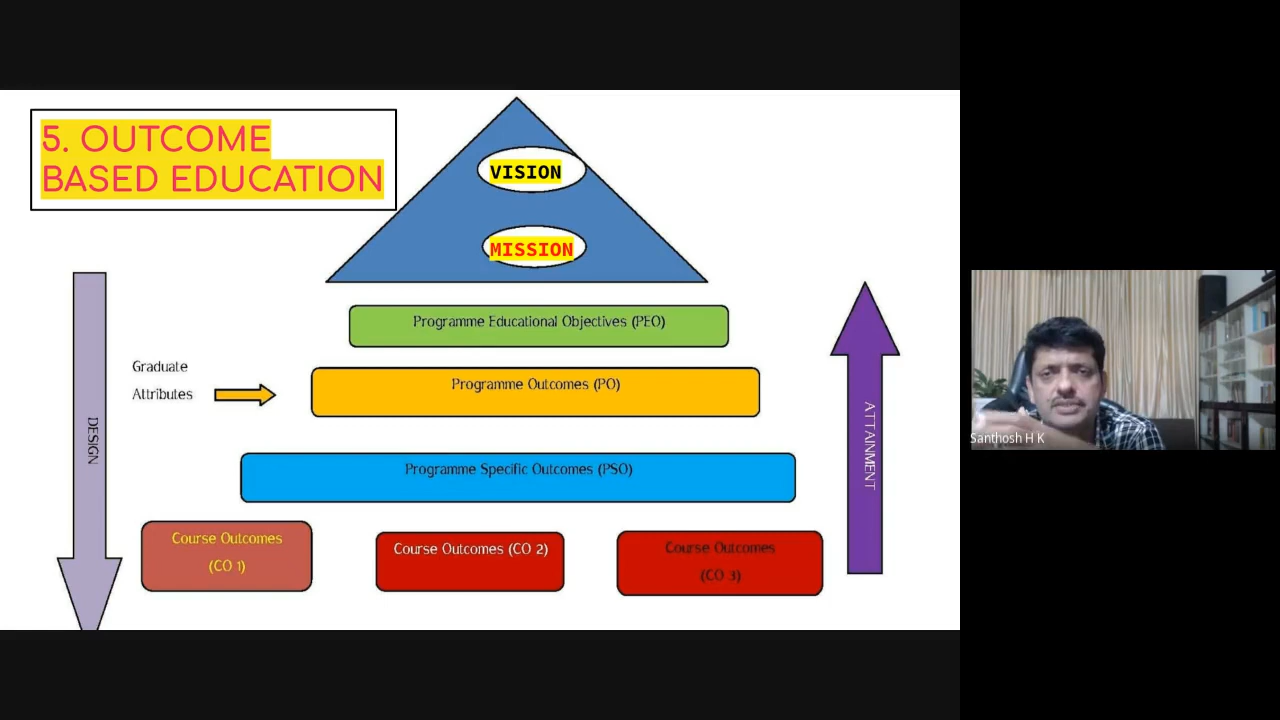 5. OUTCOME
BASED EDUCATION
VISION
MISSION
Programme Educational Objectives (PEO)
Graduate
Attributes
Programme Outcomes (PO)
DESIGN
ATTAINMENT
Programme Specific Outcomes (PSO)
Course Outcomes
(CO 1)
Course Outcomes (CO 2)
Course Outcomes
(CO 3)
Santhosh H K